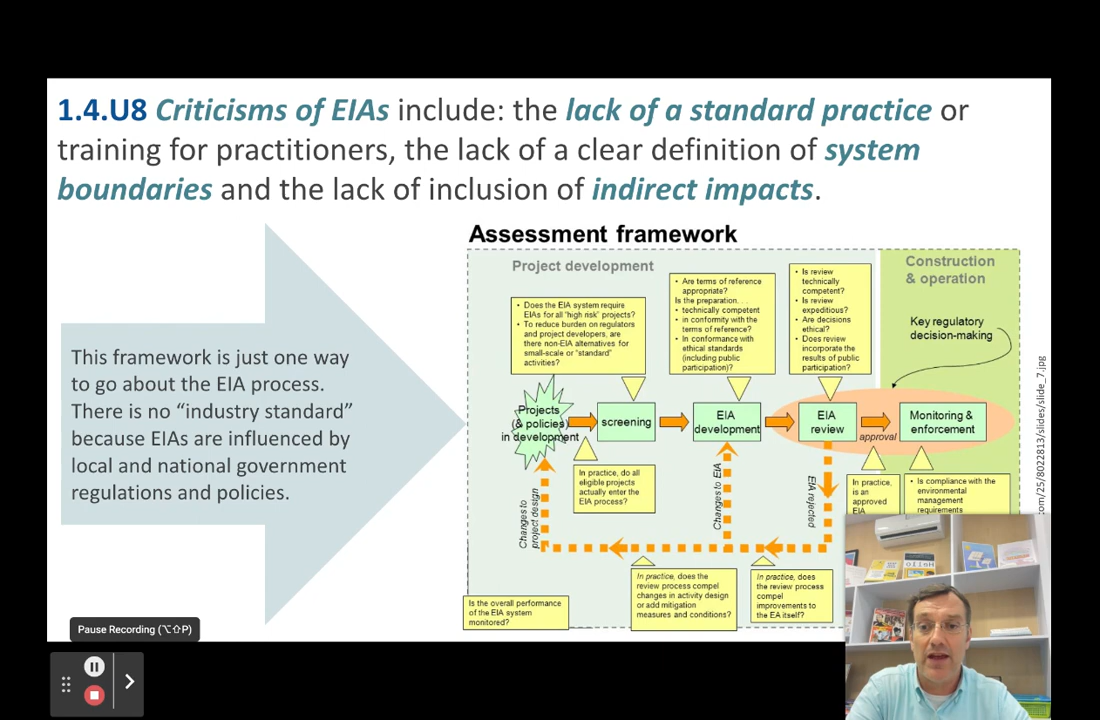 1.4.U8 Criticisms of EIAs include: the lack of a standard practice or
training for practitioners, the lack of a clear definition of system
boundaries and the lack of inclusion of indirect impacts.
This framework is just one way
to go about the EIA process.
There is no “industry standard”
because EIAs are influenced by
local and national government
regulations and policies.
Assessment framework
Project development
Construction
& operation
• Does the EIA system require
EIAs for all “high risk” projects?
• To reduce burden on regulators
and project developers, are
there non-EIA alternatives for
small-scale or “standard”
activities?
• Are terms of reference
appropriate?
Is the preparation. . .
• technically competent
• in conformity with the
terms of reference?
• In conformance with
ethical standards
(including public
participation)?
• Is review
technically
competent?
• Is review
expeditious?
• Are decisions
ethical?
• Does review
incorporate the
results of public
participation?
Key regulatory
decision-making
Projects
(& policies)
in development
screening
EIA
development
EIA
review
approval
Monitoring &
enforcement
In practice, do all
eligible projects
actually enter the
EIA process?
In practice,
is an
approved
EIA
• Is compliance with the
environmental
management
requirements
Changes to
project design
Changes to EIA
EIA rejected
Is the overall performance
of the EIA system
monitored?
In practice, does the
review process compel
changes in activity design
or add mitigation
measures and conditions?
In practice, does
the review process
compel
improvements to
the EA itself?
com/25/8022813/slides/slide_7.jpg
Pause Recording (⌥⇧P)